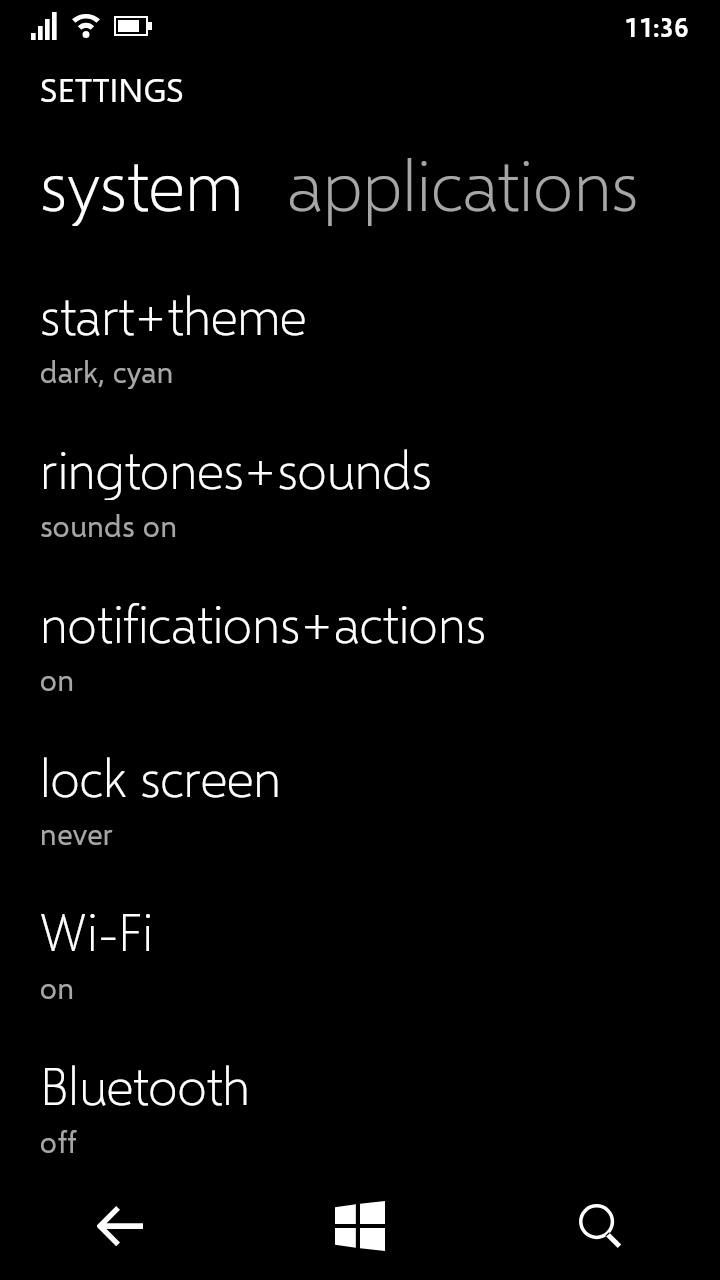 11:36
SETTINGS
system applications
start+theme
dark, cyan
ringtones+sounds
sounds on
notifications+actions
on
lock screen
never
Wi-Fi
on
Bluetooth
off